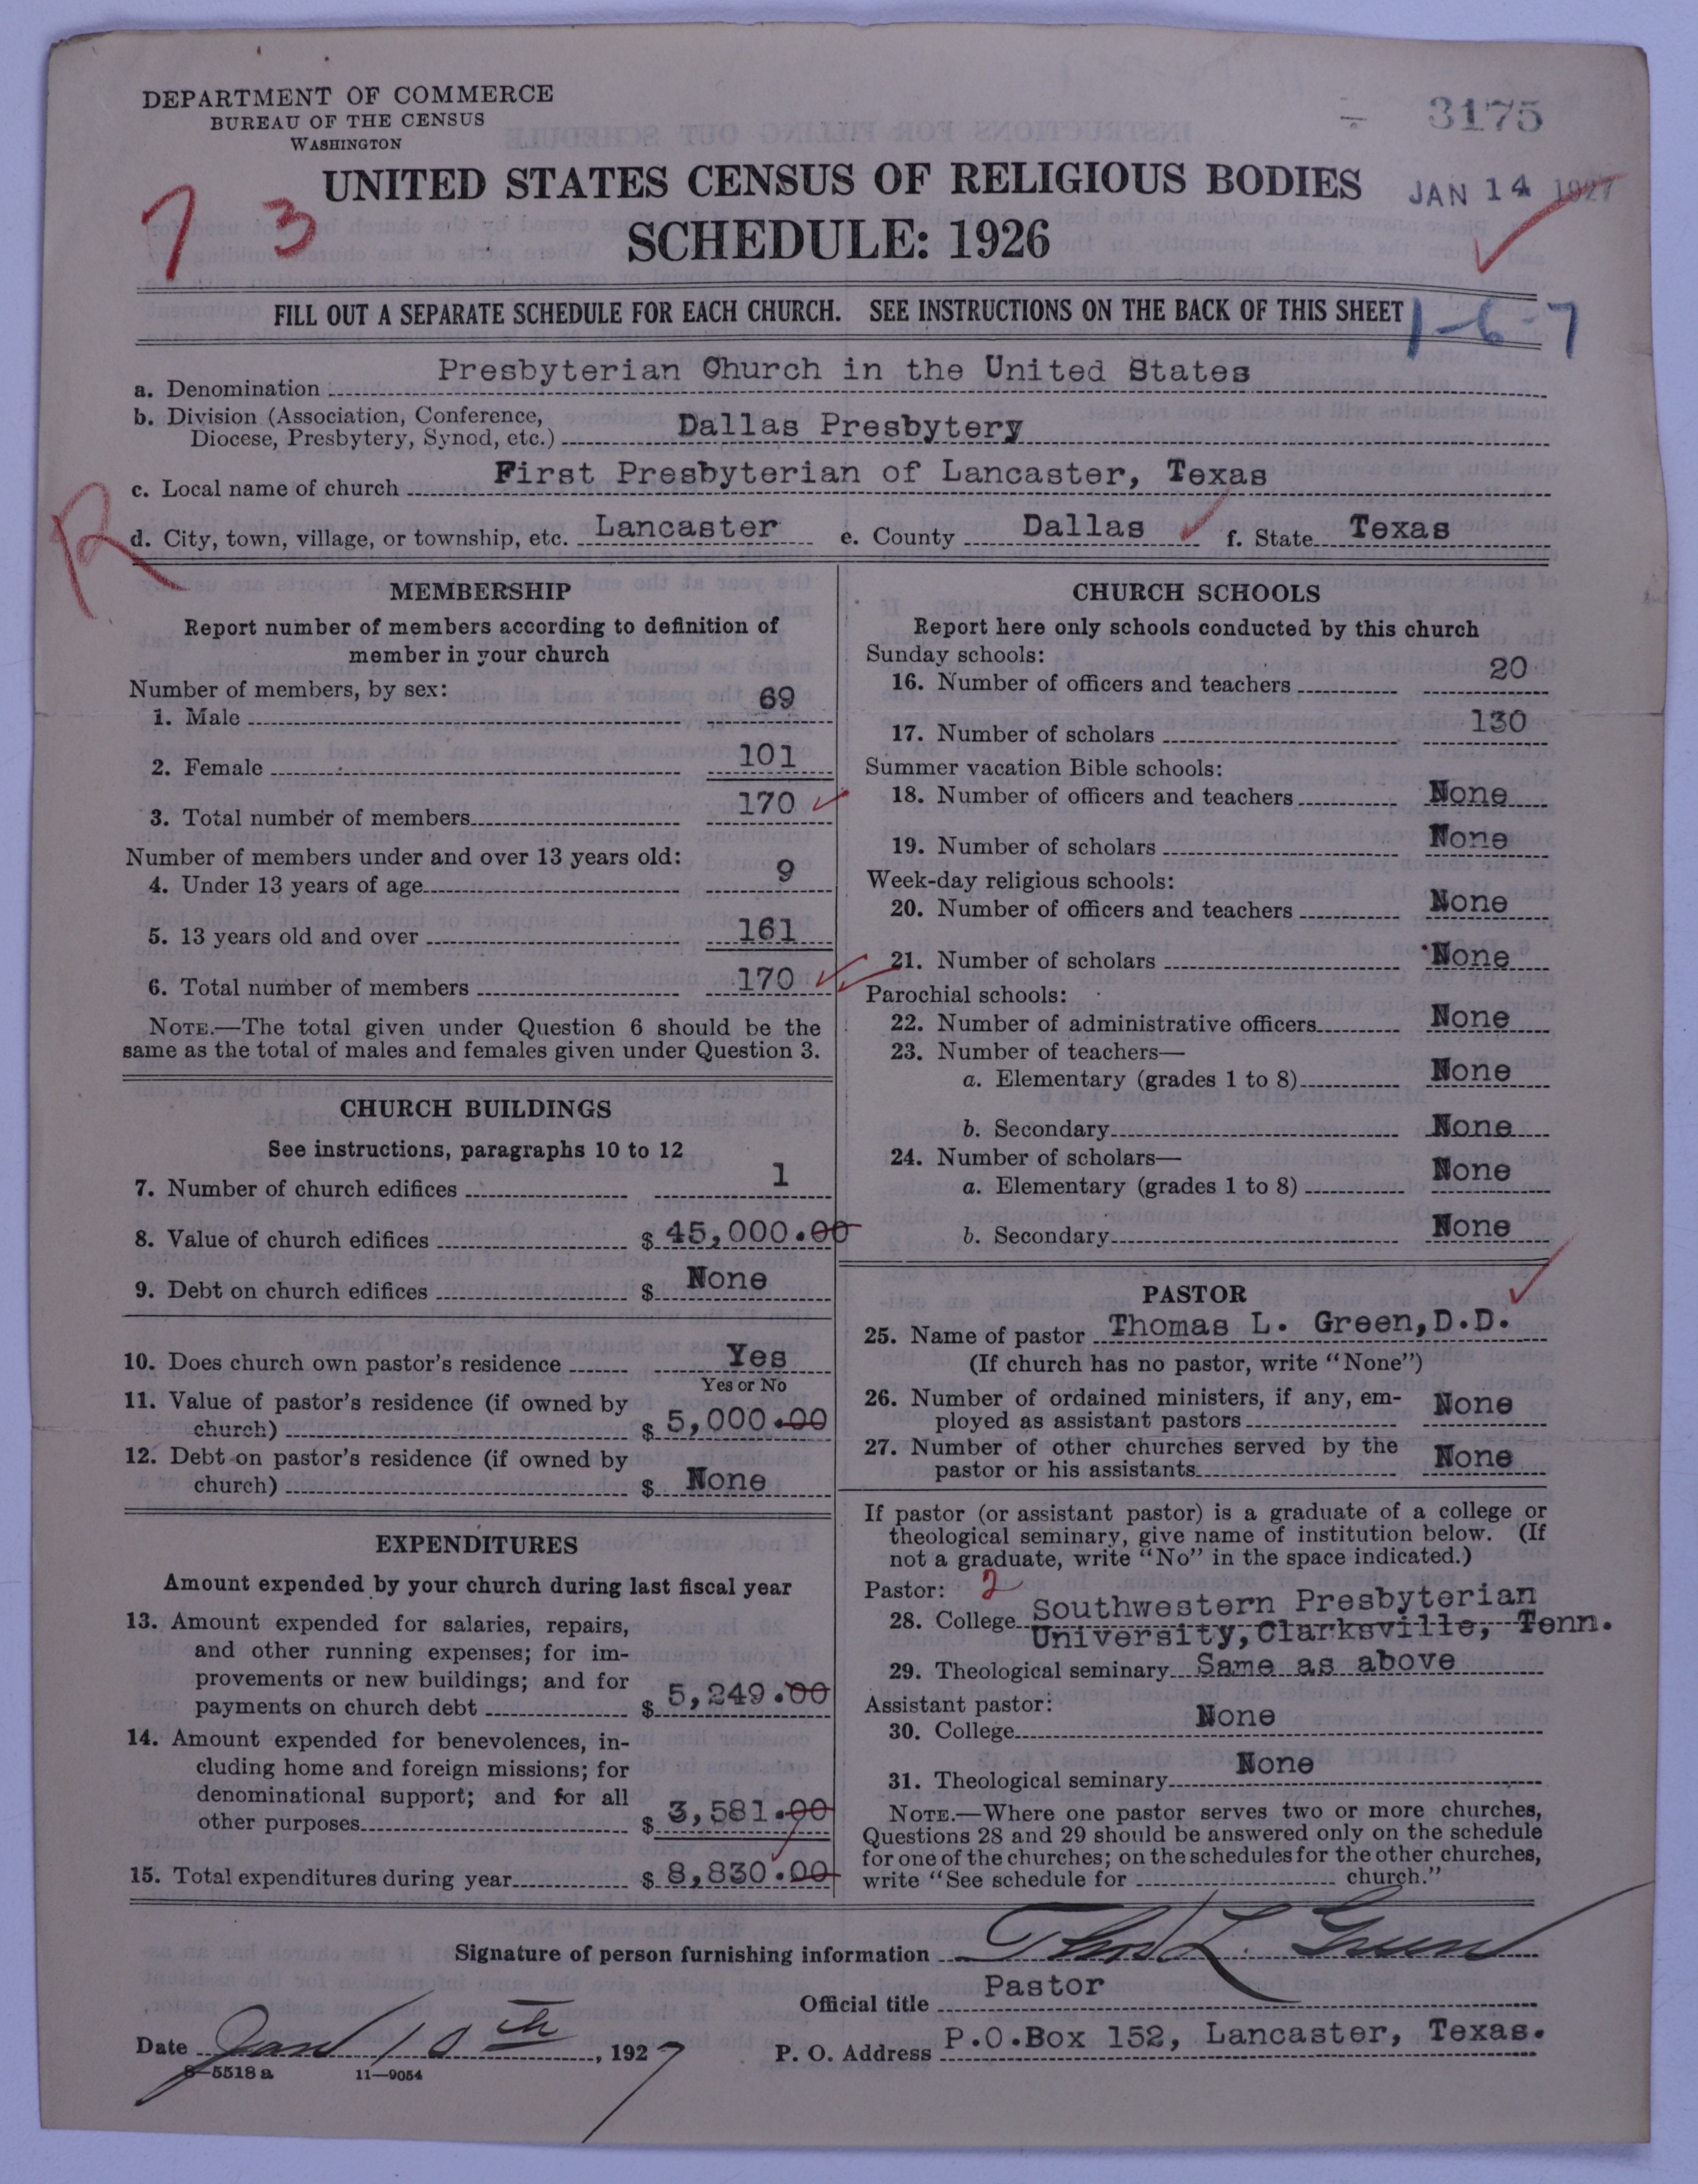 DEPARTMENT OF COMMERCE
BUREAU OF THE CENSUS
WASHINGTON
3175
UNITED STATES CENSUS OF RELIGIOUS BODIES
JAN 14 1927
SCHEDULE: 1926
7 3
FILL OUT A SEPARATE SCHEDULE FOR EACH CHURCH. SEE INSTRUCTIONS ON THE BACK OF THIS SHEET
1-6-7
a. Denomination Presbyterian Church in the United States
b. Division (Association, Conference,
Diocese, Presbytery, Synod, etc.) Dallas Presbytery
c. Local name of church First Presbyterian of Lancaster, Texas
R
d. City, town, village, or township, etc. Lancaster e. County Dallas f. State Texas
MEMBERSHIP
Report number of members according to definition of
member in your church
Number of members, by sex:
1. Male 69
2. Female 101
3. Total number of members 170
Number of members under and over 13 years old:
4. Under 13 years of age 9
5. 13 years old and over 161
6. Total number of members 170
NOTE.—The total given under Question 6 should be the
same as the total of males and females given under Question 3.
CHURCH BUILDINGS
See instructions, paragraphs 10 to 12
7. Number of church edifices 1
8. Value of church edifices $ 45,000.00
9. Debt on church edifices $ None
10. Does church own pastor's residence Yes
Yes or No
11. Value of pastor's residence (if owned by
church) $ 5,000.00
12. Debt on pastor's residence (if owned by
church) $ None
EXPENDITURES
Amount expended by your church during last fiscal year
13. Amount expended for salaries, repairs,
and other running expenses; for im-
provements or new buildings; and for
payments on church debt $ 5,249.00
14. Amount expended for benevolences, in-
cluding home and foreign missions; for
denominational support; and for all
other purposes $ 3,581.00
15. Total expenditures during year $ 8,830.00
CHURCH SCHOOLS
Report here only schools conducted by this church
Sunday schools:
16. Number of officers and teachers 20
17. Number of scholars 130
Summer vacation Bible schools:
18. Number of officers and teachers None
19. Number of scholars None
Week-day religious schools:
20. Number of officers and teachers None
21. Number of scholars None
Parochial schools:
22. Number of administrative officers None
23. Number of teachers—
a. Elementary (grades 1 to 8) None
b. Secondary None
24. Number of scholars—
a. Elementary (grades 1 to 8) None
b. Secondary None
PASTOR
25. Name of pastor Thomas L. Green, D.D.
(If church has no pastor, write "None")
26. Number of ordained ministers, if any, em-
ployed as assistant pastors None
27. Number of other churches served by the
pastor or his assistants None
If pastor (or assistant pastor) is a graduate of a college or
theological seminary, give name of institution below. (If
not a graduate, write "No" in the space indicated.)
Pastor: 2
28. College Southwestern Presbyterian
University, Clarksville, Tenn.
29. Theological seminary Same as above
Assistant pastor:
30. College None
31. Theological seminary None
NOTE.—Where one pastor serves two or more churches,
Questions 28 and 29 should be answered only on the schedule
for one of the churches; on the schedules for the other churches,
write "See schedule for church."
Signature of person furnishing information Thos L. Green
Official title Pastor
Date Jan 10th, 1927
P. O. Address P.O.Box 152, Lancaster, Texas.
8—5518 a 11—9054